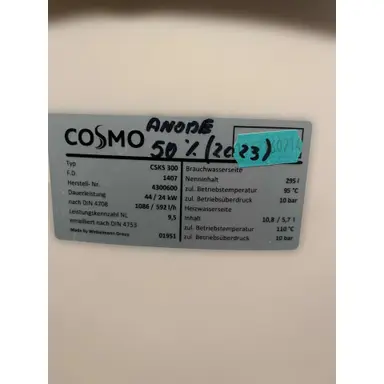 ANODE
COSMO 50 % (2023)
Typ CSKS 300
F.D. 1407
Herstell- Nr. 4300600
Dauerleistung 44 / 24 kW
nach DIN 4708 1086 / 592 l/h
Leistungskennzahl NL 9,5
ermittelt nach DIN 4753
Made by Winkelmann Group 01951
Brauchwasserseite
Nenninhalt 295 l
zul. Betriebstemperatur 95 °C
zul. Betriebsüberdruck 10 bar
Heizwasserseite
Inhalt 10,8 / 5,7 l
zul. Betriebstemperatur 110 °C
zul. Betriebsüberdruck 10 bar